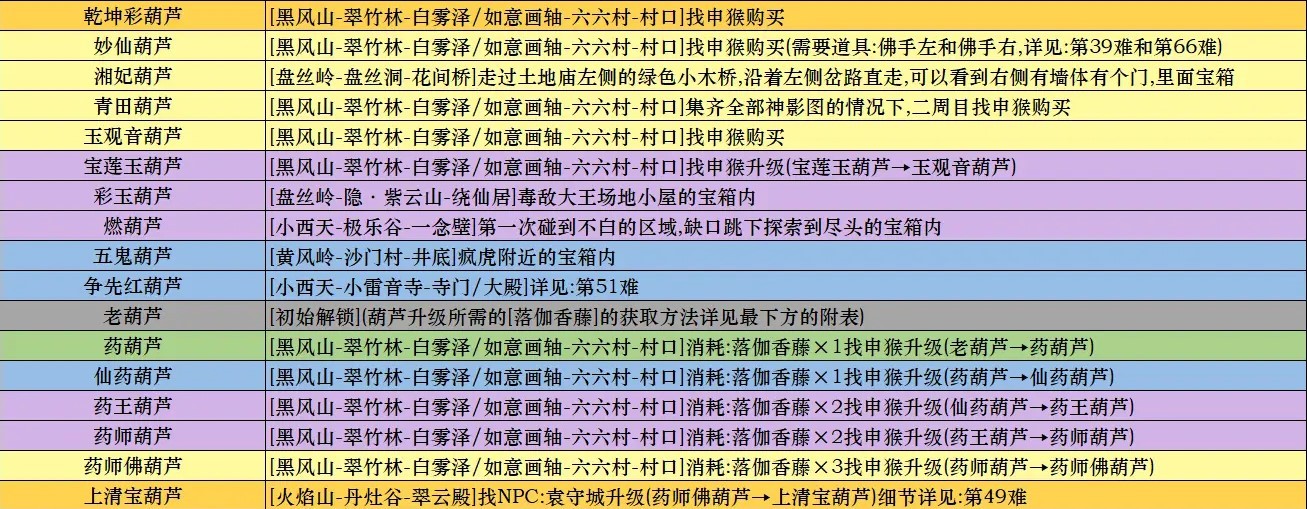 乾坤彩葫芦 [黑风山-翠竹林-白雾泽/如意画轴-六六村-村口]找申猴购买
妙仙葫芦 [黑风山-翠竹林-白雾泽/如意画轴-六六村-村口]找申猴购买(需要道具:佛手左和佛手右,详见:第39难和第66难)
湘妃葫芦 [盘丝岭-盘丝洞-花间桥]走过土地庙左侧的绿色小木桥,沿着左侧岔路直走,可以看到右侧有墙体有个门,里面宝箱
青田葫芦 [黑风山-翠竹林-白雾泽/如意画轴-六六村-村口]集齐全部神影图的情况下,二周目找申猴购买
玉观音葫芦 [黑风山-翠竹林-白雾泽/如意画轴-六六村-村口]找申猴购买
宝莲玉葫芦 [黑风山-翠竹林-白雾泽/如意画轴-六六村-村口]找申猴升级(宝莲玉葫芦→玉观音葫芦)
彩玉葫芦 [盘丝岭-隐·紫云山-绕仙居]毒敌大王场地小屋的宝箱内
燃葫芦 [小西天-极乐谷-一念壁]第一次碰到不白的区域,缺口跳下探索到尽头的宝箱内
五鬼葫芦 [黄风岭-沙门村-井底]疯虎附近的宝箱内
争先红葫芦 [小西天-小雷音寺-寺门/大殿]详见:第51难
老葫芦 [初始解锁](葫芦升级所需的[落伽香藤]的获取方法详见最下方的附表)
药葫芦 [黑风山-翠竹林-白雾泽/如意画轴-六六村-村口]消耗:落伽香藤×1找申猴升级(老葫芦→药葫芦)
仙药葫芦 [黑风山-翠竹林-白雾泽/如意画轴-六六村-村口]消耗:落伽香藤×1找申猴升级(药葫芦→仙药葫芦)
药王葫芦 [黑风山-翠竹林-白雾泽/如意画轴-六六村-村口]消耗:落伽香藤×2找申猴升级(仙药葫芦→药王葫芦)
药师葫芦 [黑风山-翠竹林-白雾泽/如意画轴-六六村-村口]消耗:落伽香藤×2找申猴升级(药王葫芦→药师葫芦)
药师佛葫芦 [黑风山-翠竹林-白雾泽/如意画轴-六六村-村口]消耗:落伽香藤×3找申猴升级(药师葫芦→药师佛葫芦)
上清宝葫芦 [火焰山-丹灶谷-翠云殿]找NPC:袁守城升级(药师佛葫芦→上清宝葫芦)细节详见:第49难